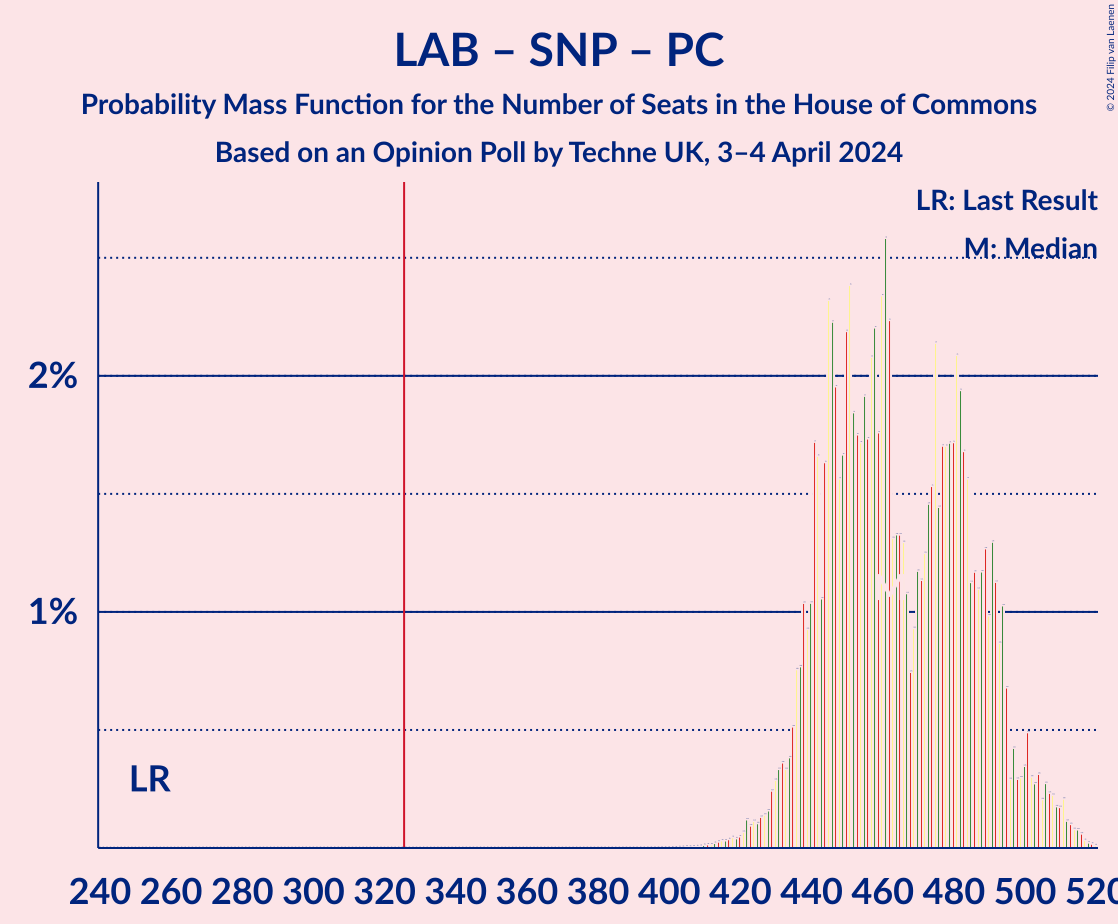 LAB – SNP – PC
Probability Mass Function for the Number of Seats in the House of Commons
Based on an Opinion Poll by Techne UK, 3–4 April 2024
© 2024 Filip van Laenen
LR: Last Result
M: Median
2%
1%
LR
240 260 280 300 320 340 360 380 400 420 440 460 480 500 520